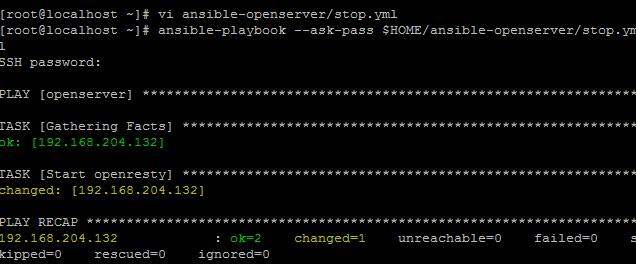 [root@localhost ~]# vi ansible-openserver/stop.yml
[root@localhost ~]# ansible-playbook --ask-pass $HOME/ansible-openserver/stop.ym
l
SSH password:
PLAY [openserver] **************************************************************
TASK [Gathering Facts] *********************************************************
ok: [192.168.204.132]
TASK [Start openresty] *********************************************************
changed: [192.168.204.132]
PLAY RECAP *********************************************************************
192.168.204.132            : ok=2    changed=1    unreachable=0    failed=0    s
kipped=0    rescued=0    ignored=0